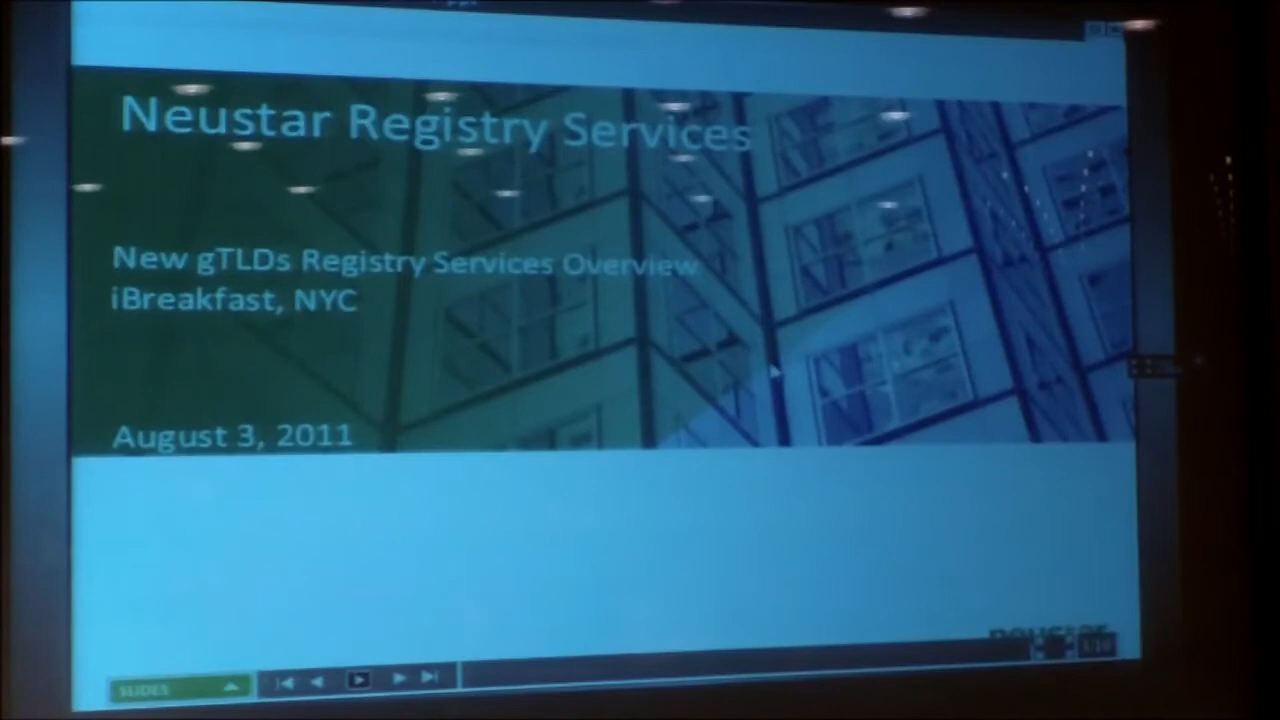 Neustar Registry Services
New gTLDs Registry Services Overview
iBreakfast, NYC
August 3, 2011
SLIDES